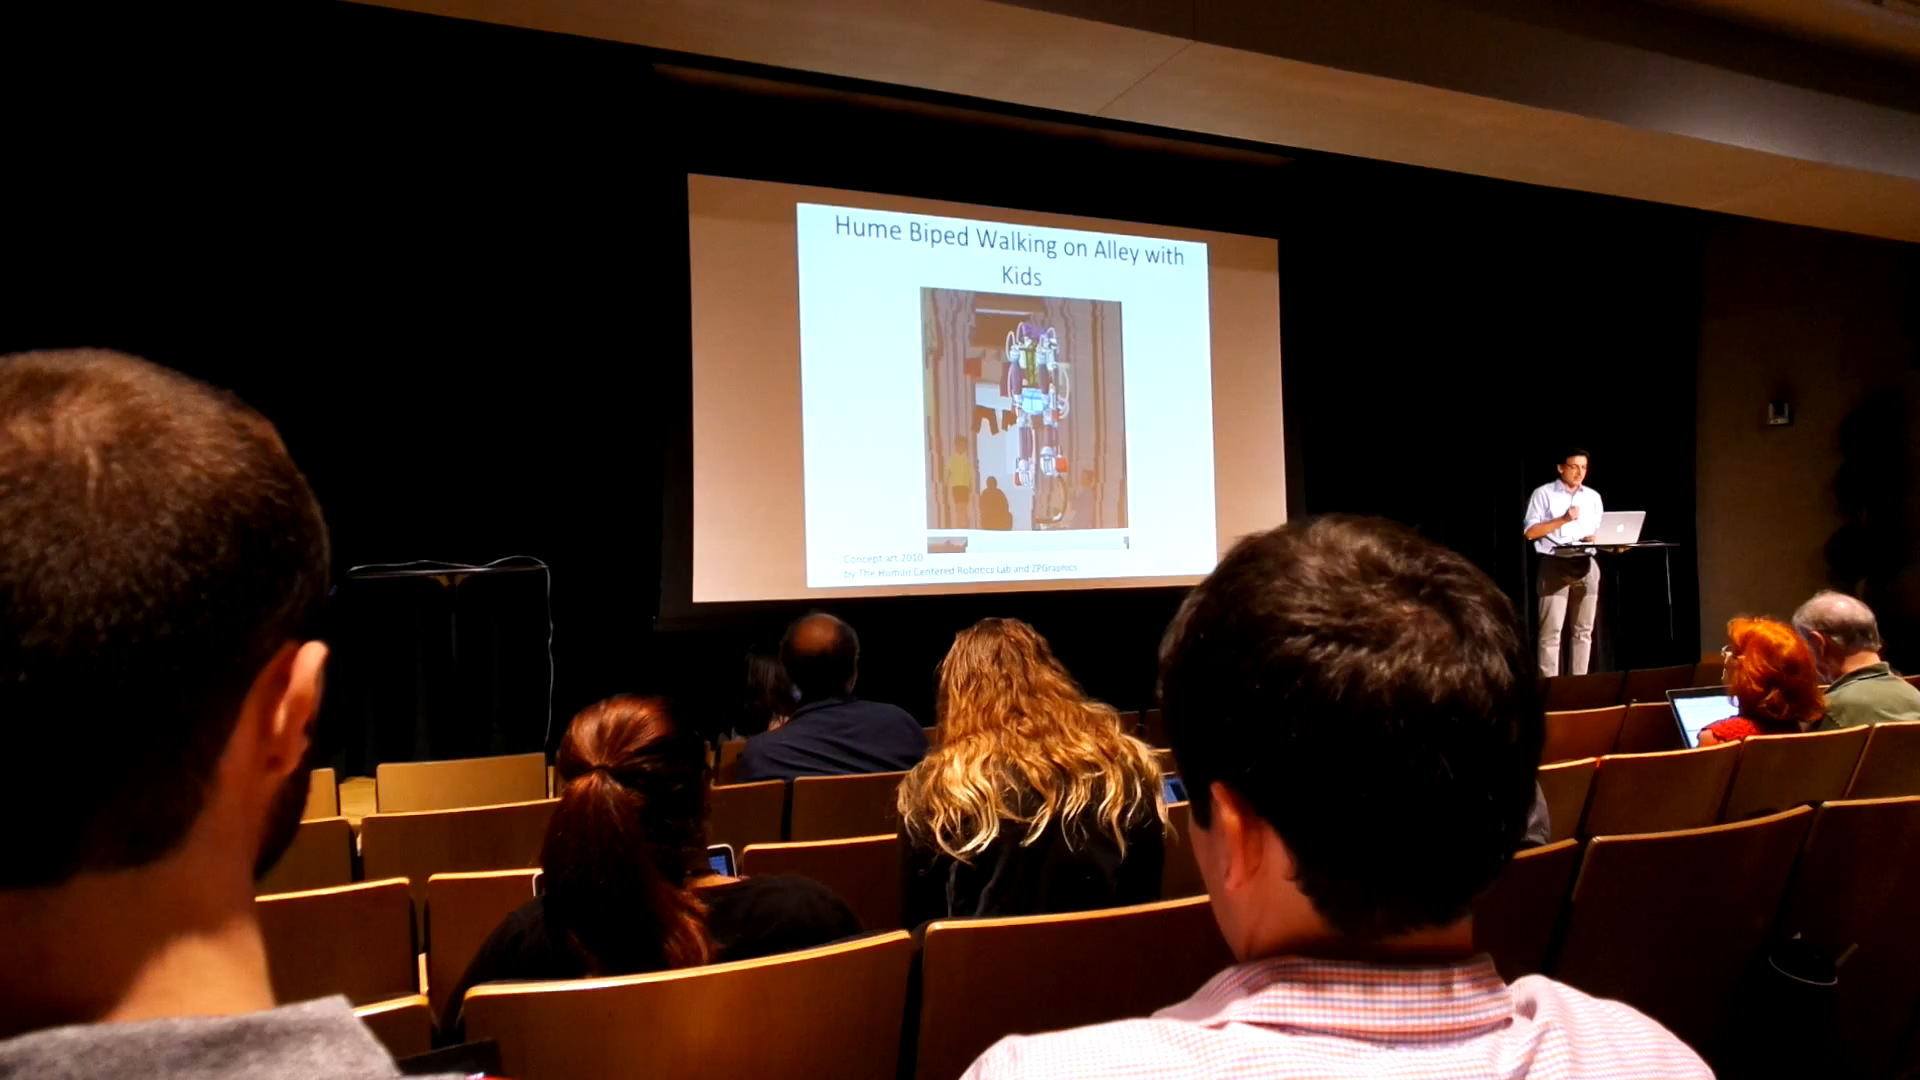 Hume Biped Walking on Alley with
Kids
Concept art 2010
by The Human Centered Robotics Lab and ZPGraphics